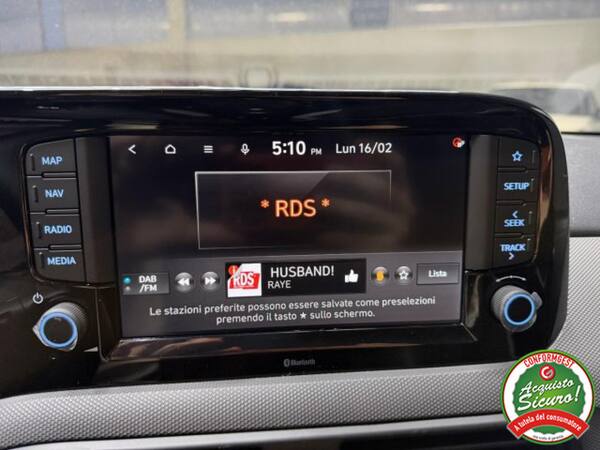 MAP
NAV
RADIO
MEDIA
5:10 PM Lun 16/02
* RDS *
DAB
/FM
RDS
HUSBAND!
RAYE
Lista
Le stazioni preferite possono essere salvate come preselezioni
premendo il tasto ★ sullo schermo.
SETUP
< SEEK
TRACK >
Bluetooth
CONFORMGEST
Acquisto
Sicuro!
A tutela del consumatore